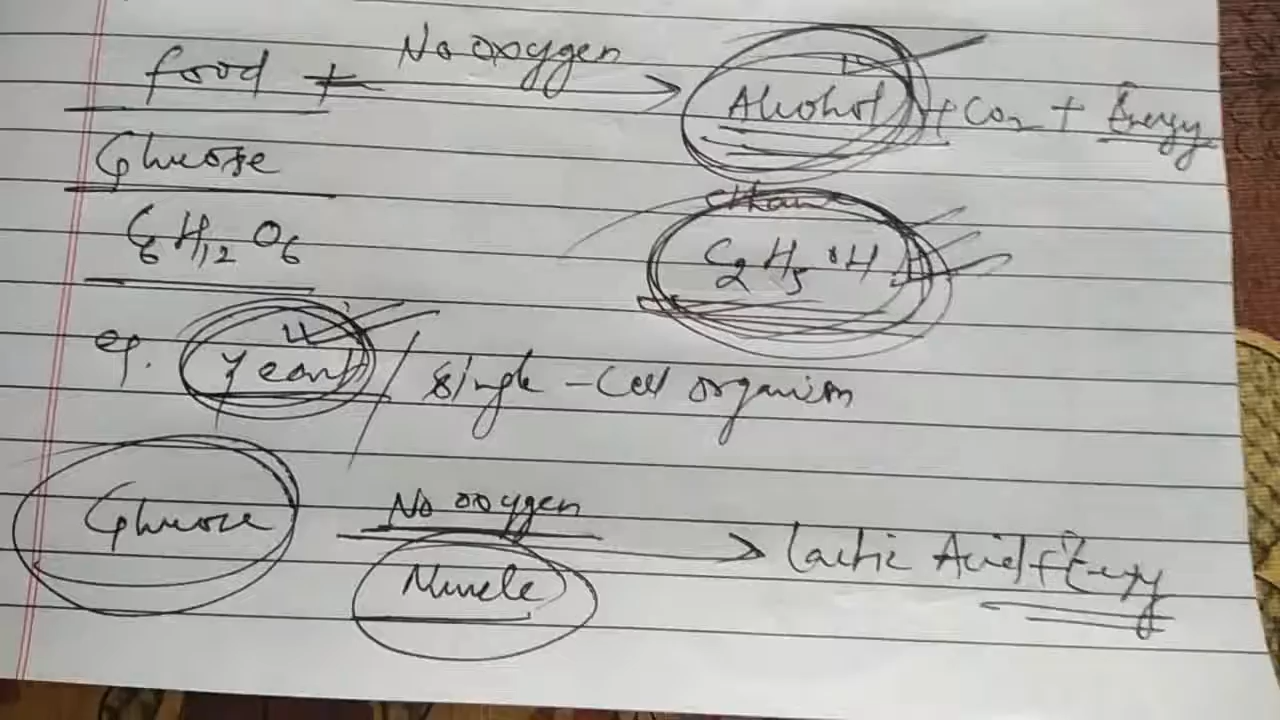 food + No oxygen → Alcohol + CO2 + Energy
Glucose
C6H12O6
C2H5OH
eg. Yeast / Single-Cell organism
Glucose No oxygen → Lactic Acid + Energy
Muscle